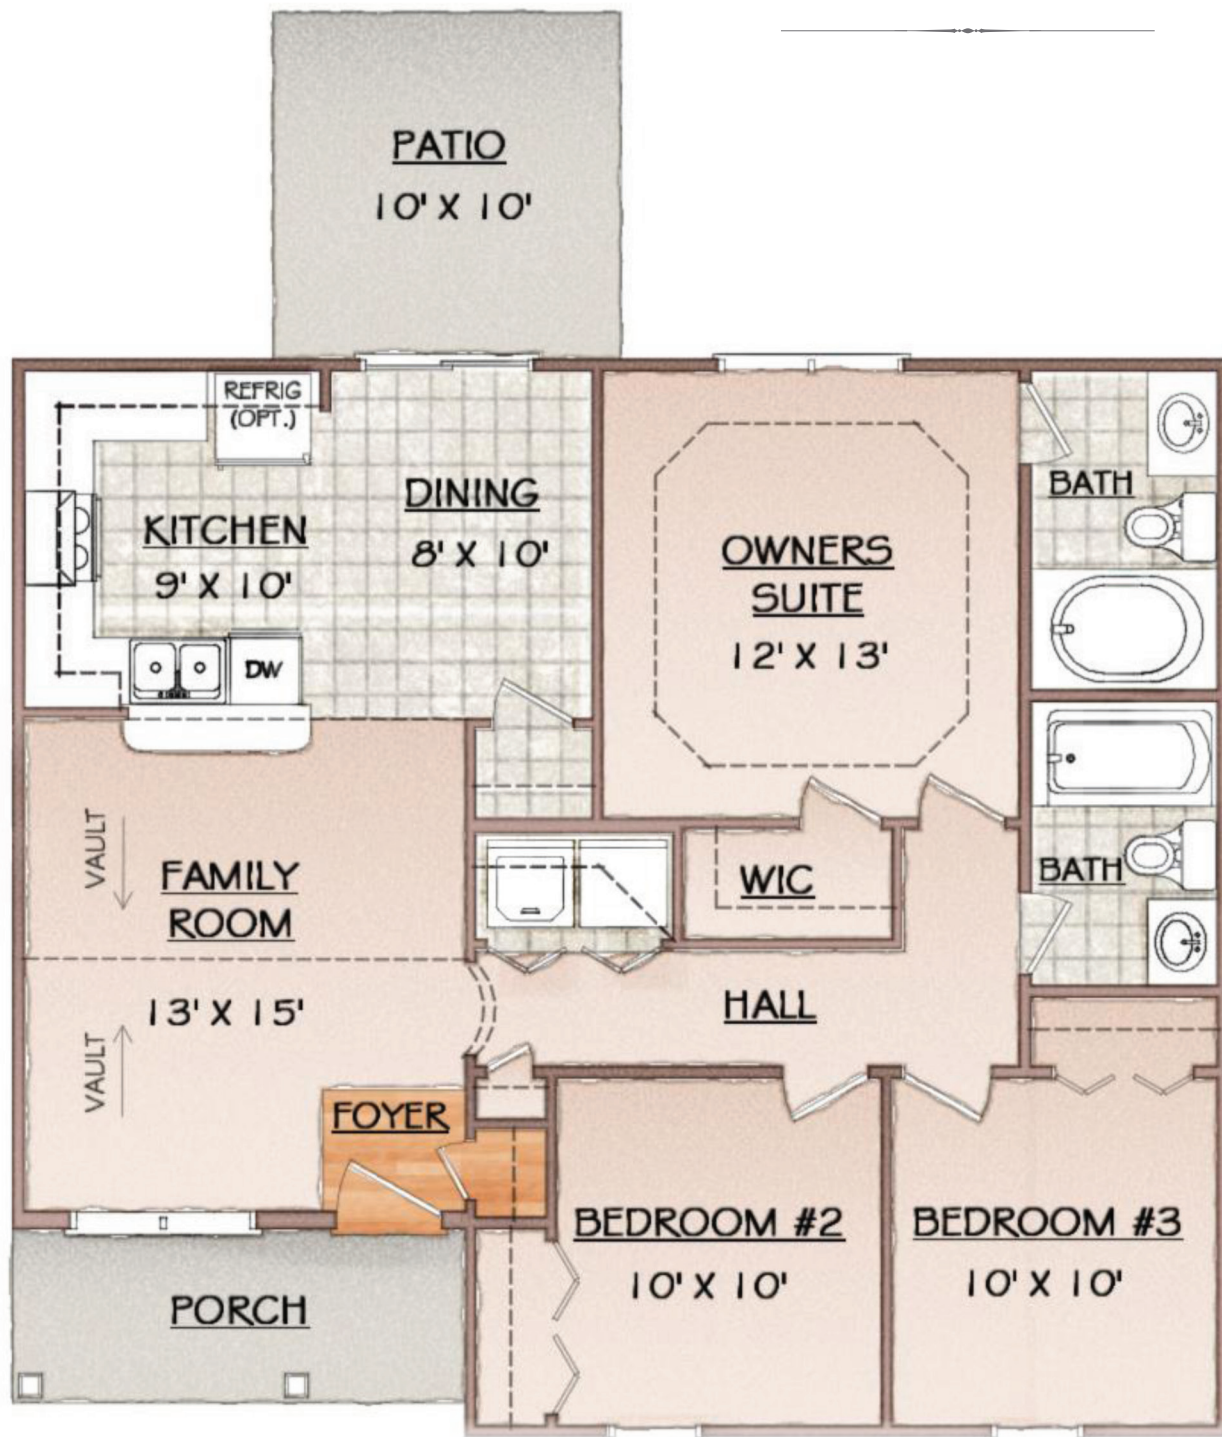 PATIO
10' X 10'
REFRIG
(OPT.)
KITCHEN
9' X 10'
DW
DINING
8' X 10'
OWNERS
SUITE
12' X 13'
BATH
VAULT
FAMILY
ROOM
13' X 15'
VAULT
WIC
BATH
HALL
FOYER
BEDROOM #2
10' X 10'
BEDROOM #3
10' X 10'
PORCH